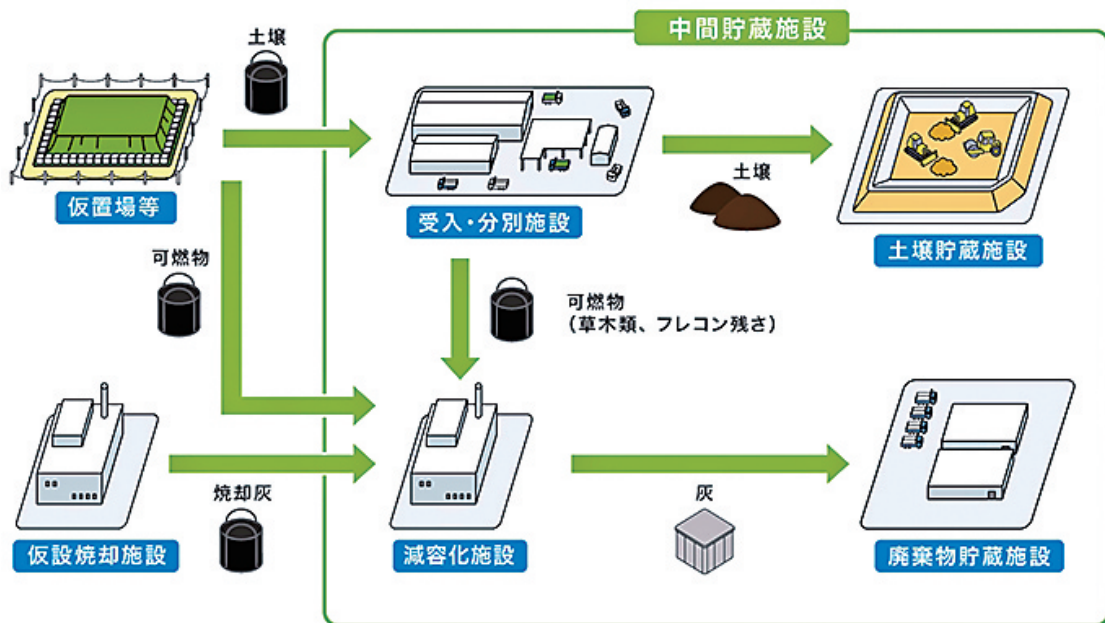 中間貯蔵施設
土壌
仮置場等
受入・分別施設
土壌
土壌貯蔵施設
可燃物
可燃物
(草木類、フレコン残さ)
焼却灰
灰
仮設焼却施設
減容化施設
廃棄物貯蔵施設